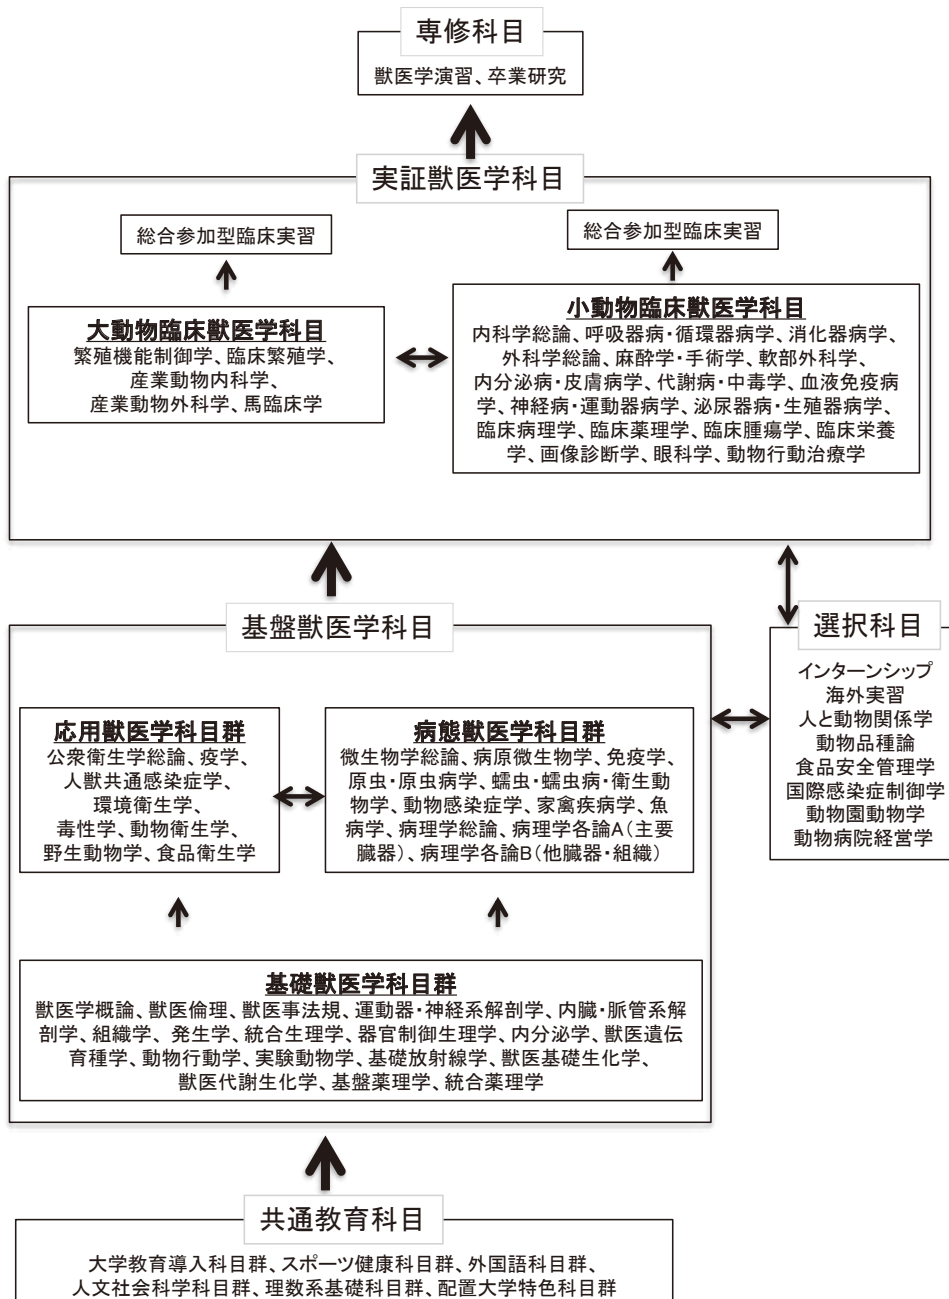 専修科目
獣医学演習、卒業研究
実証獣医学科目
総合参加型臨床実習
総合参加型臨床実習
大動物臨床獣医学科目
繁殖機能制御学、臨床繁殖学、
産業動物内科学、
産業動物外科学、馬臨床学
小動物臨床獣医学科目
内科学総論、呼吸器病・循環器病学、消化器病学、
外科学総論、麻酔学・手術学、軟部外科学、
内分泌病・皮膚病学、代謝病・中毒学、血液免疫病
学、神経病・運動器病学、泌尿器病・生殖器病学、
臨床病理学、臨床薬理学、臨床腫瘍学、臨床栄養
学、画像診断学、眼科学、動物行動治療学
基盤獣医学科目
応用獣医学科目群
公衆衛生学総論、疫学、
人獣共通感染症学、
環境衛生学、
毒性学、動物衛生学、
野生動物学、食品衛生学
病態獣医学科目群
微生物学総論、病原微生物学、免疫学、
原虫・原虫病学、蠕虫・蠕虫病・衛生動
物学、動物感染症学、家禽疾病学、魚
病学、病理学総論、病理学各論A（主要
臓器）、病理学各論B（他臓器・組織）
選択科目
インターンシップ
海外実習
人と動物関係学
動物品種論
食品安全管理学
国際感染症制御学
動物園動物学
動物病院経営学
基礎獣医学科目群
獣医学概論、獣医倫理、獣医事法規、運動器・神経系解剖学、内臓・脈管系解
剖学、組織学、発生学、統合生理学、器官制御生理学、内分泌学、獣医遺伝
育種学、動物行動学、実験動物学、基礎放射線学、獣医基礎生化学、
獣医代謝生化学、基盤薬理学、統合薬理学
共通教育科目
大学教育導入科目群、スポーツ健康科目群、外国語科目群、
人文社会科学科目群、理数系基礎科目群、配置大学特色科目群